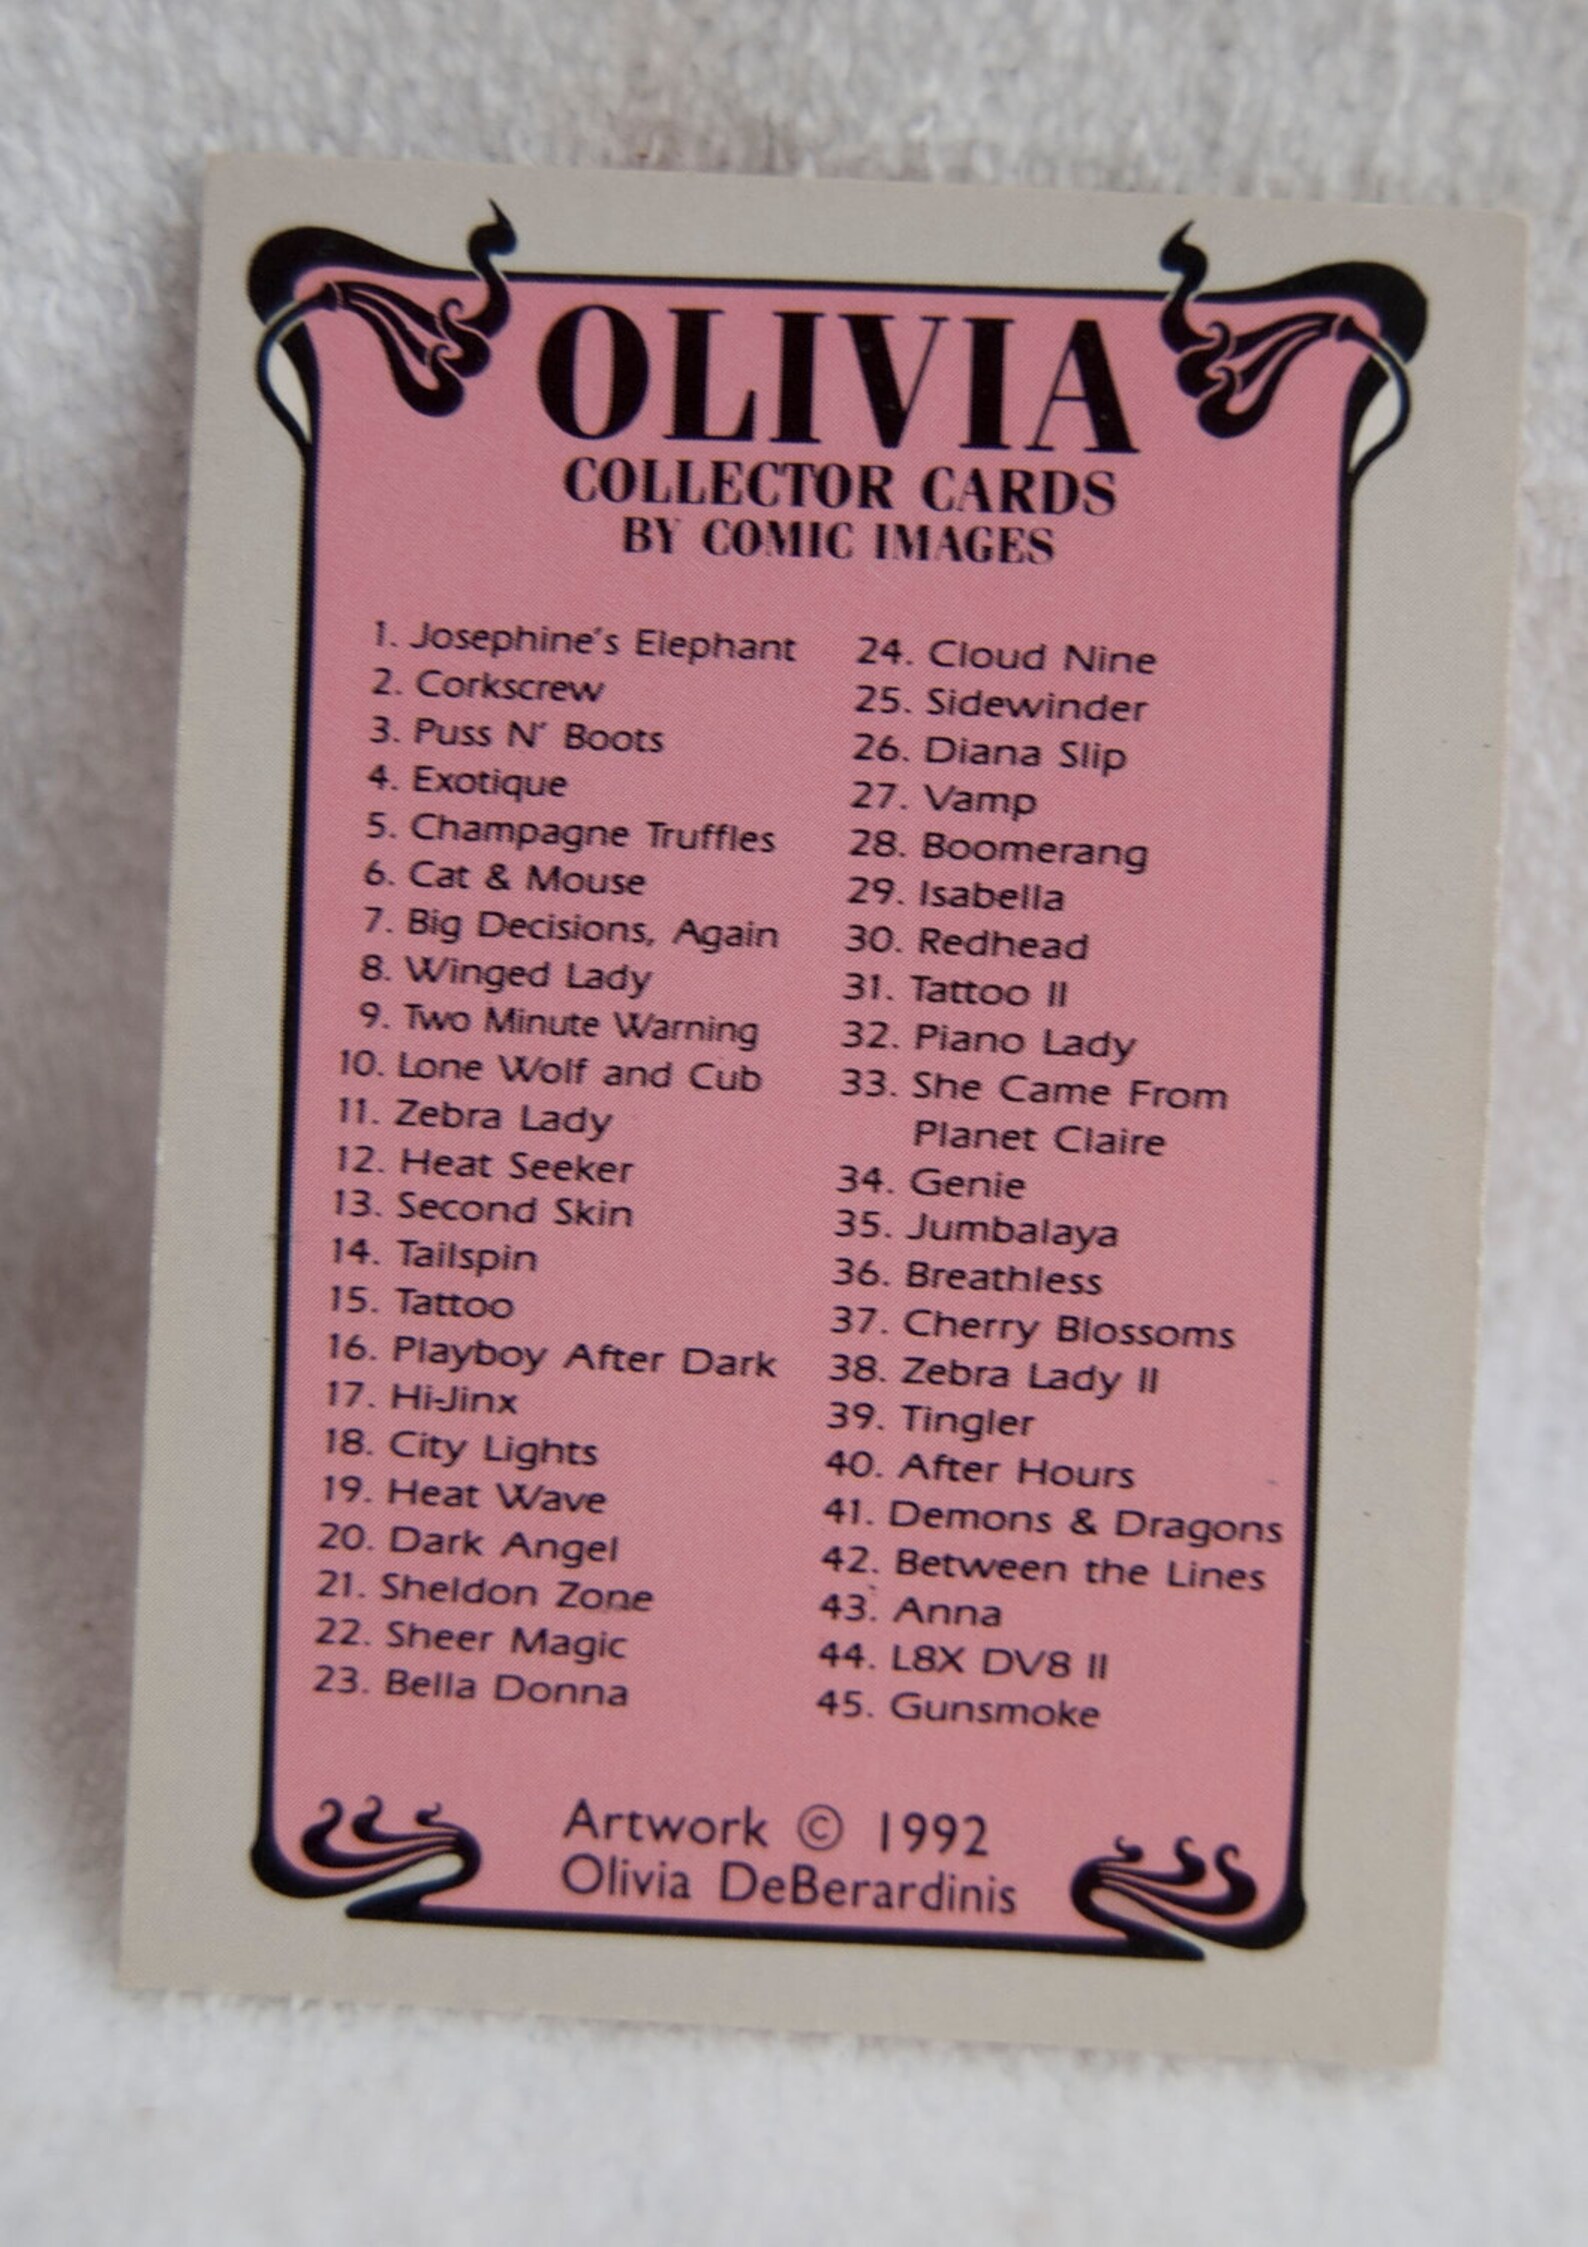 OLIVIA
COLLECTOR CARDS
BY COMIC IMAGES
1. Josephine's Elephant
2. Corkscrew
3. Puss N' Boots
4. Exotique
5. Champagne Truffles
6. Cat & Mouse
7. Big Decisions, Again
8. Winged Lady
9. Two Minute Warning
10. Lone Wolf and Cub
11. Zebra Lady
12. Heat Seeker
13. Second Skin
14. Tailspin
15. Tattoo
16. Playboy After Dark
17. Hi-Jinx
18. City Lights
19. Heat Wave
20. Dark Angel
21. Sheldon Zone
22. Sheer Magic
23. Bella Donna
24. Cloud Nine
25. Sidewinder
26. Diana Slip
27. Vamp
28. Boomerang
29. Isabella
30. Redhead
31. Tattoo II
32. Piano Lady
33. She Came From
Planet Claire
34. Genie
35. Jumbalaya
36. Breathless
37. Cherry Blossoms
38. Zebra Lady II
39. Tingler
40. After Hours
41. Demons & Dragons
42. Between the Lines
43. Anna
44. L8X DV8 II
45. Gunsmoke
Artwork © 1992
Olivia DeBerardinis